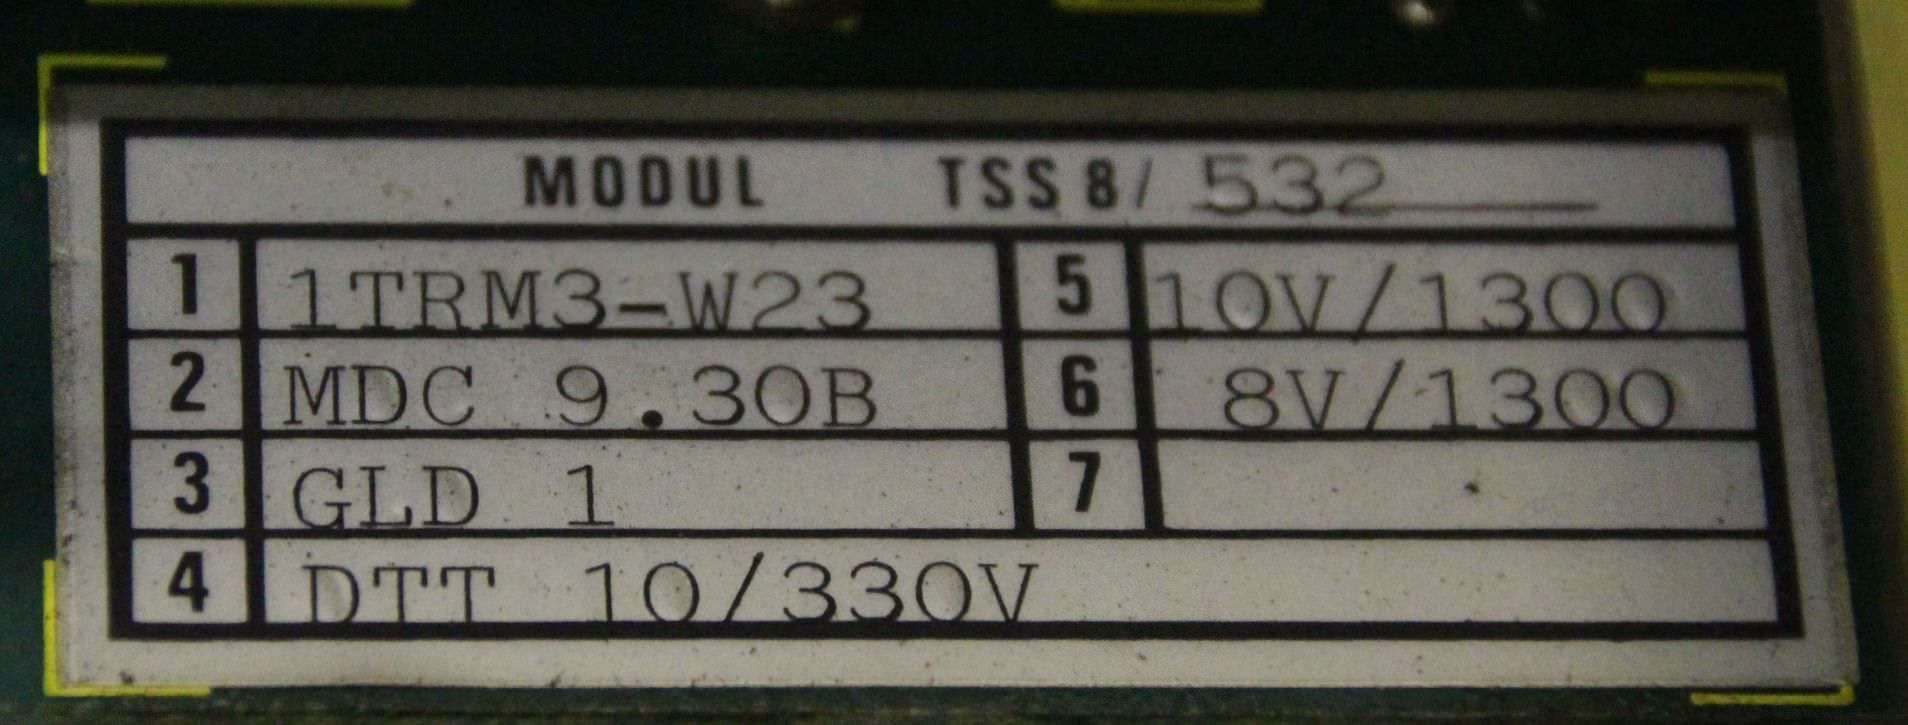 MODUL TSS 8/ 532
1 1TRM3-W23 5 10V/1300
2 MDC 9.30B 6 8V/1300
3 GLD 1 7
4 DTT 10/330V